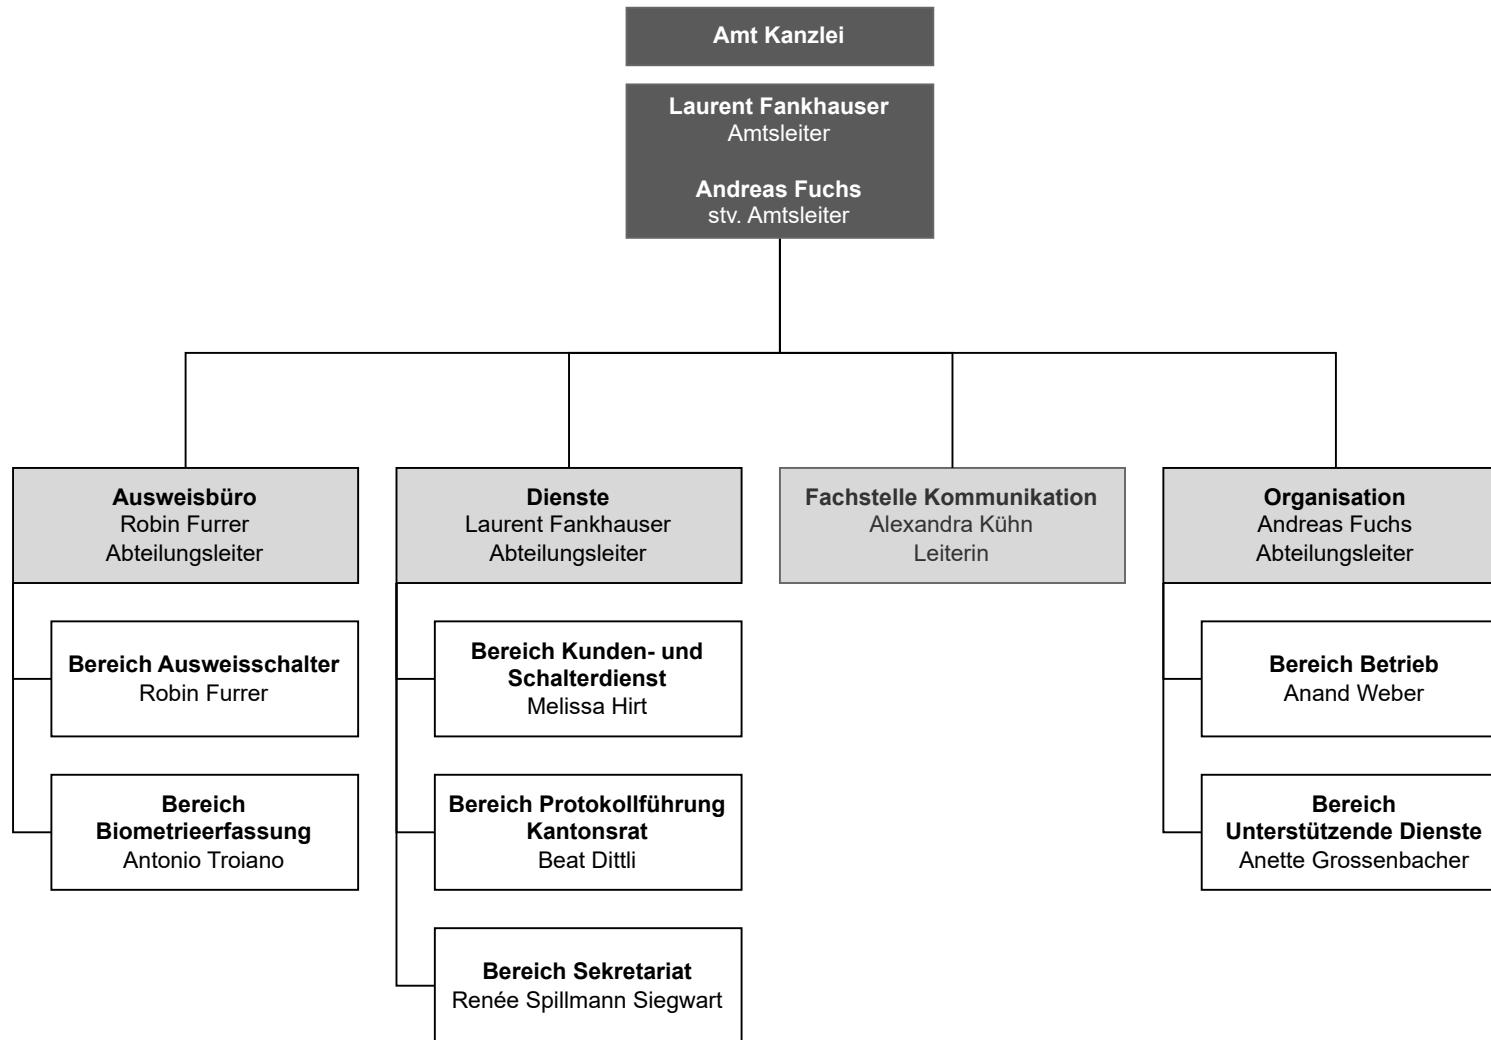 Amt Kanzlei
Laurent Fankhauser
Amtsleiter
Andreas Fuchs
stv. Amtsleiter
Ausweisbüro
Robin Furrer
Abteilungsleiter
Bereich Ausweisschalter
Robin Furrer
Bereich
Biometrieerfassung
Antonio Troiano
Dienste
Laurent Fankhauser
Abteilungsleiter
Bereich Kunden- und
Schalterdienst
Melissa Hirt
Bereich Protokollführung
Kantonsrat
Beat Dittli
Bereich Sekretariat
Renée Spillmann Siegwart
Fachstelle Kommunikation
Alexandra Kühn
Leiterin
Organisation
Andreas Fuchs
Abteilungsleiter
Bereich Betrieb
Anand Weber
Bereich
Unterstützende Dienste
Anette Grossenbacher